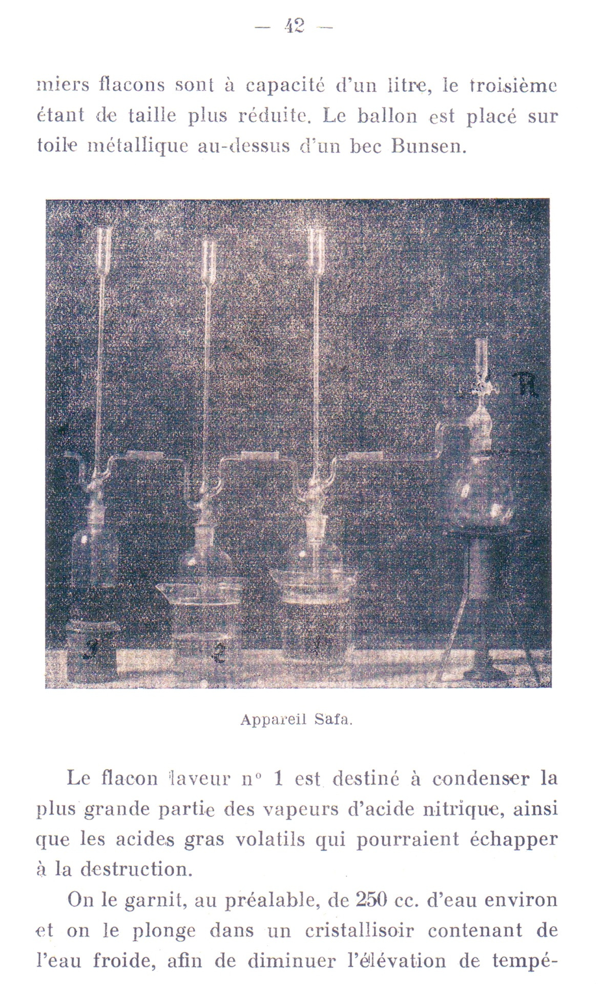 — 42 —
miers flacons sont à capacité d'un litre, le troisième
étant de taille plus réduite. Le ballon est placé sur
toile métallique au-dessus d'un bec Bunsen.
R
3
2
1
Appareil Safa.
Le flacon laveur n° 1 est destiné à condenser la
plus grande partie des vapeurs d'acide nitrique, ainsi
que les acides gras volatils qui pourraient échapper
à la destruction.
On le garnit, au préalable, de 250 cc. d'eau environ
et on le plonge dans un cristallisoir contenant de
l'eau froide, afin de diminuer l'élévation de tempé-